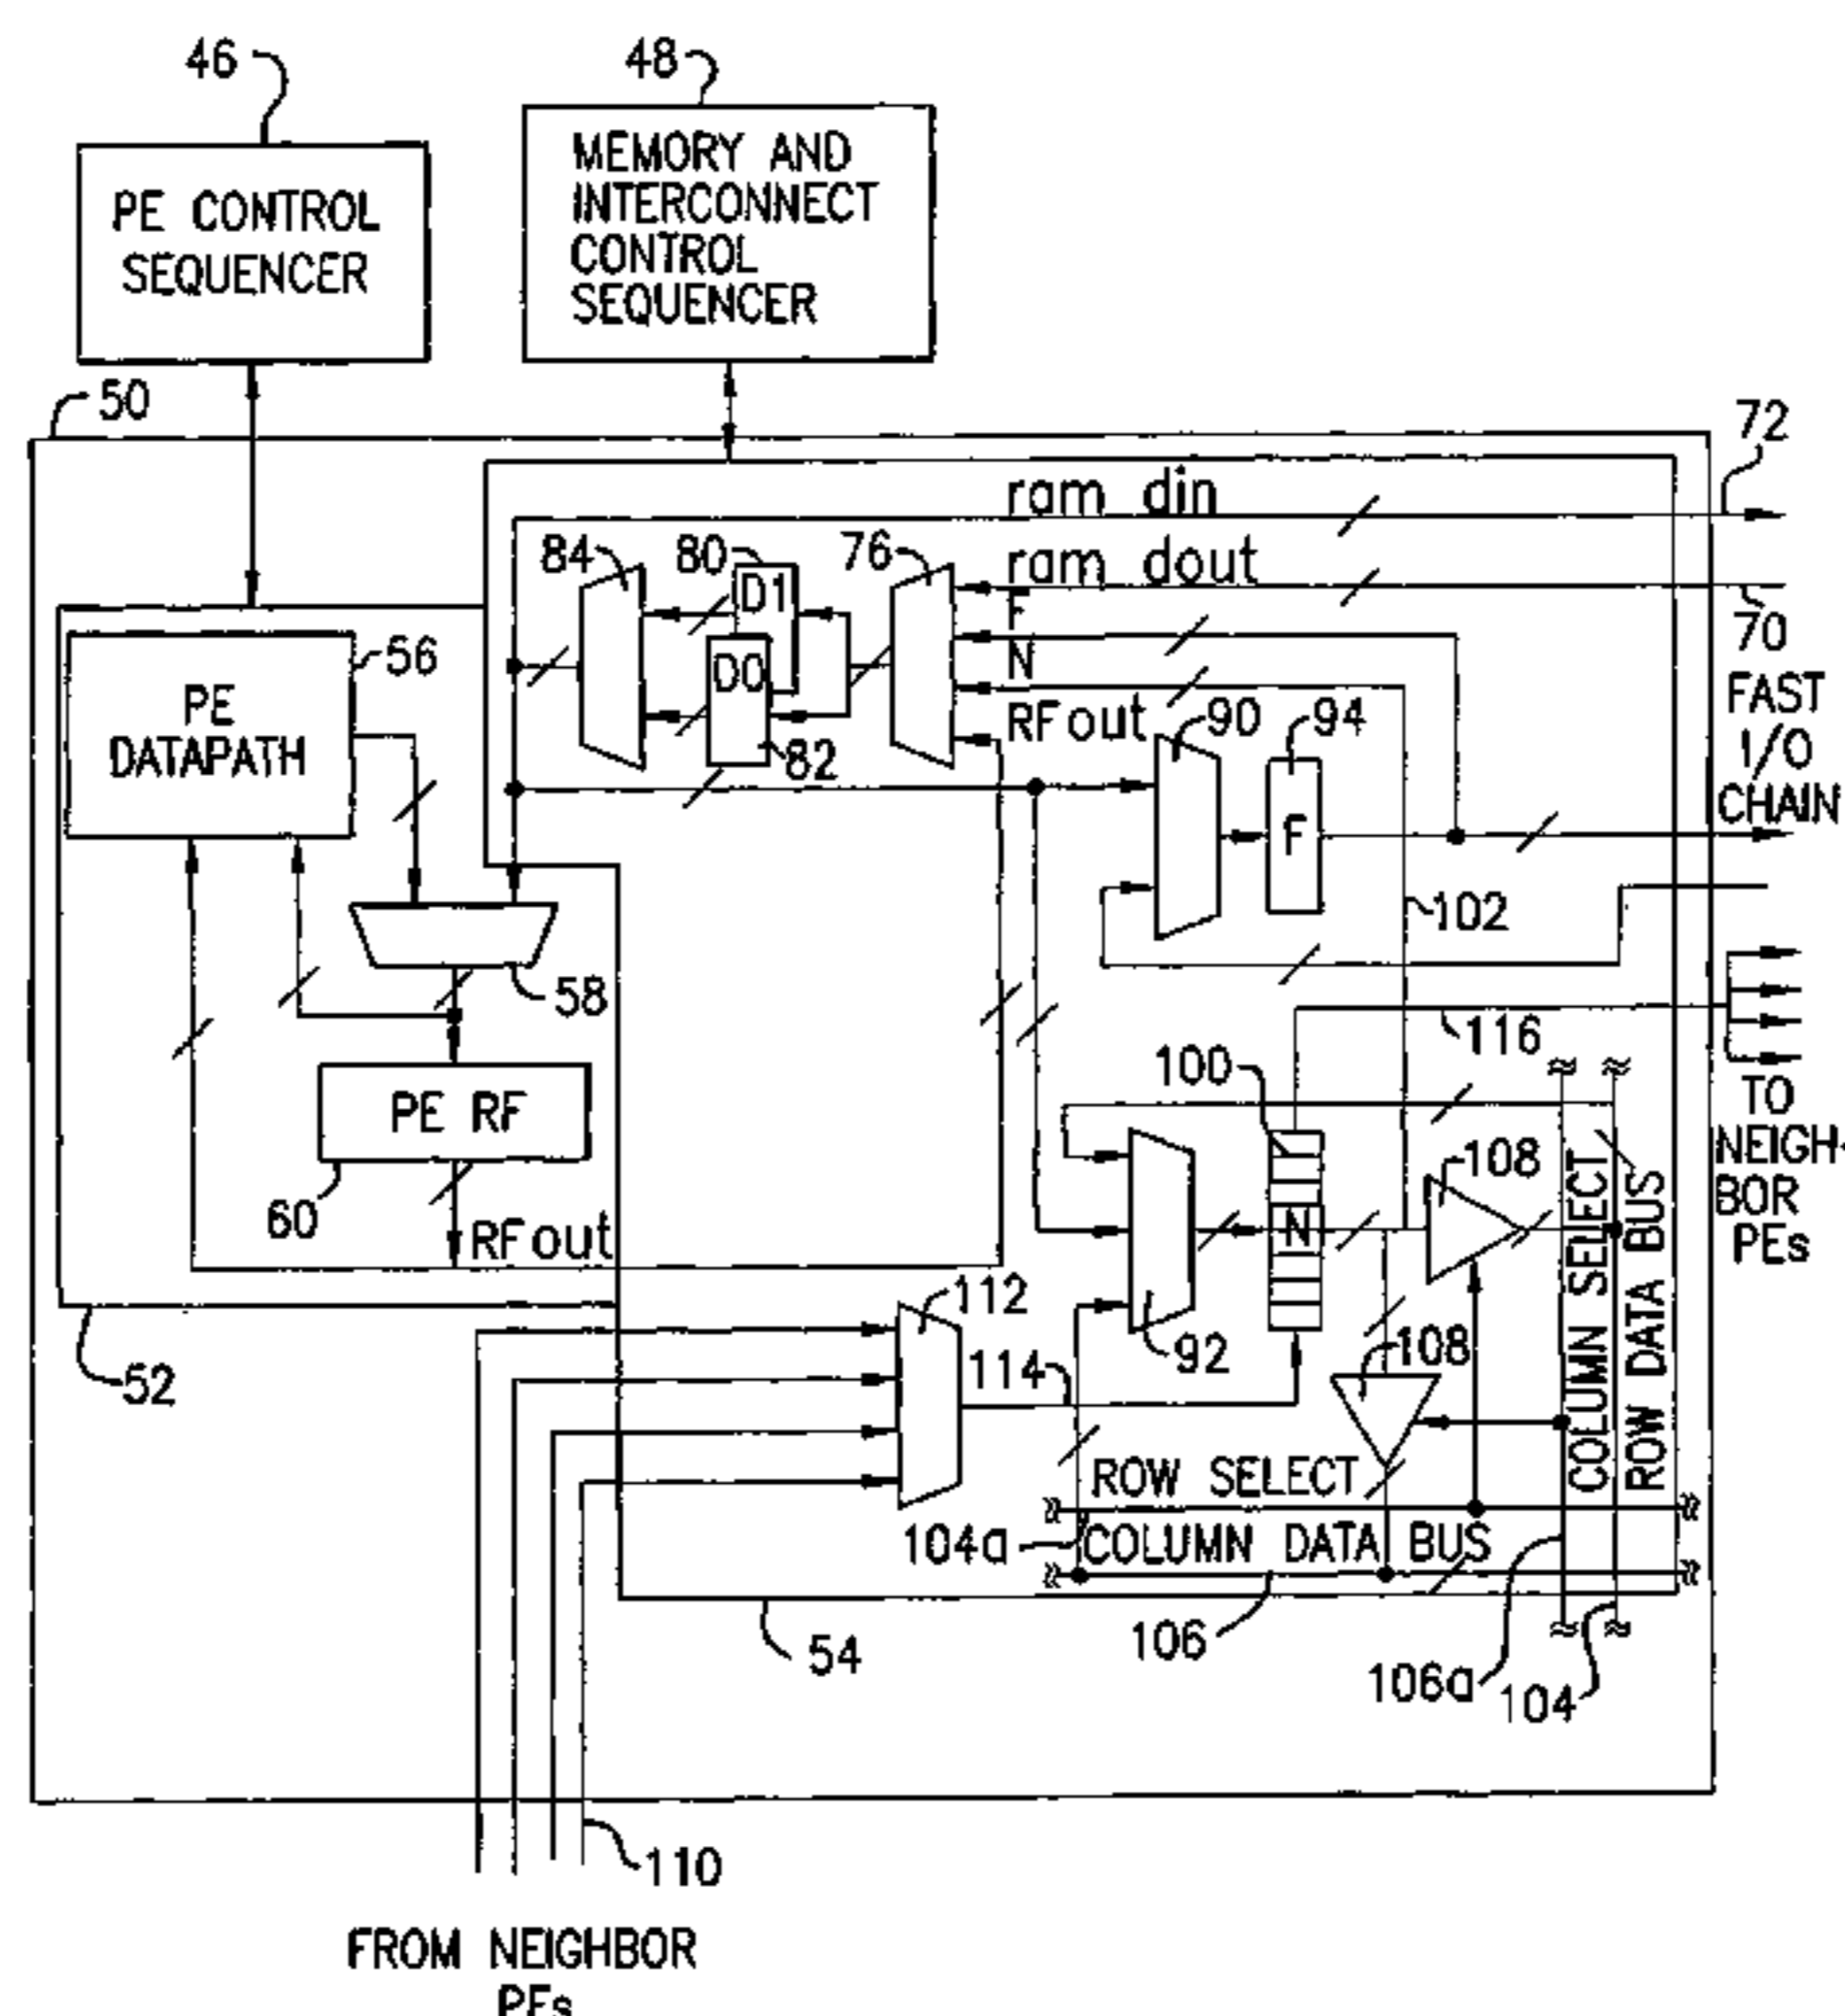 46
48
PE CONTROL
SEQUENCER
MEMORY AND
INTERCONNECT
CONTROL
SEQUENCER
50
72
ram din
84
80
76
D1
ram dout
F
70
N
D0
RFout
82
56
PE
DATAPATH
90
94
FAST
I/O
CHAIN
F
102
58
116
100
PE RF
TO
NEIGH-
BOR
PEs
108
N
60
RFout
COLUMN SELECT
ROW DATA BUS
112
92
108
52
114
ROW SELECT
104a
COLUMN DATA BUS
54
106
106a
104
110
FROM NEIGHBOR
PEs